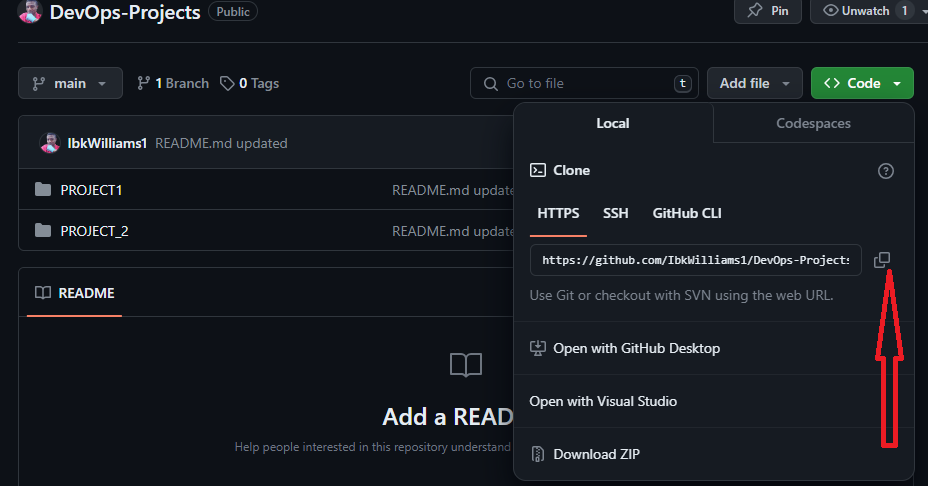 DevOps-Projects Public
Pin
Unwatch 1
main
1 Branch
0 Tags
Go to file t
Add file
<> Code
IbkWilliams1 README.md updated
PROJECT1 README.md update
PROJECT_2 README.md update
README
Add a READ
Help people interested in this repository understand
Local
Codespaces
Clone
HTTPS SSH GitHub CLI
https://github.com/IbkWilliams1/DevOps-Projects
Use Git or checkout with SVN using the web URL.
Open with GitHub Desktop
Open with Visual Studio
Download ZIP